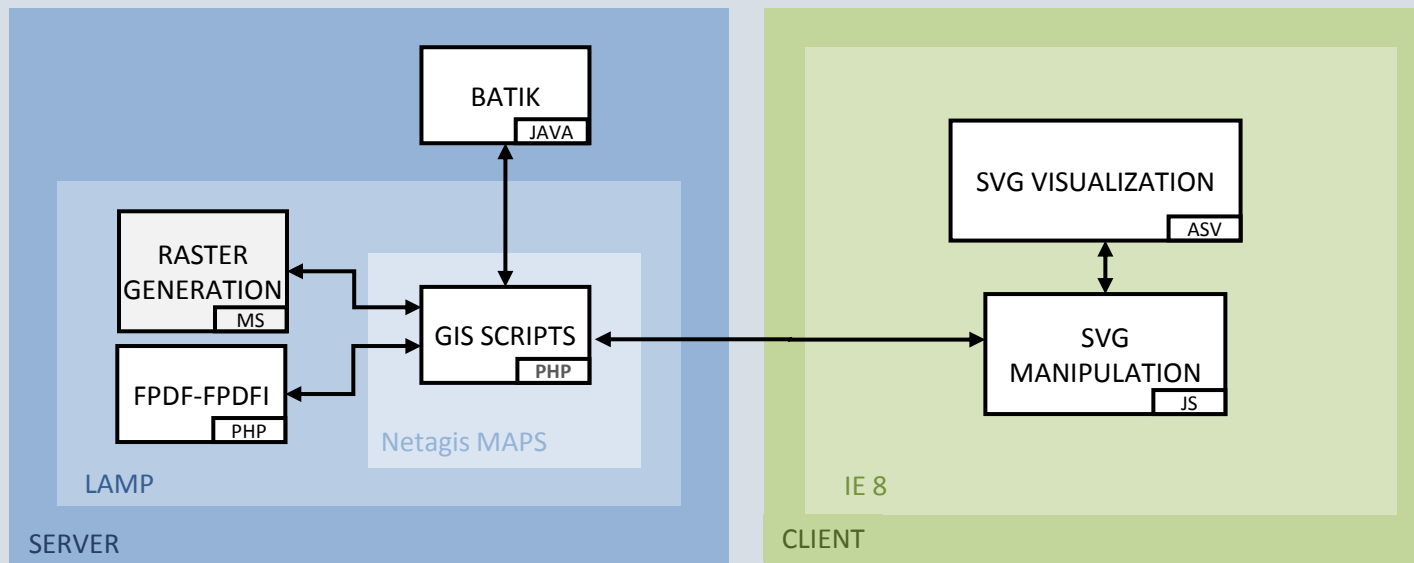 BATIK
JAVA
RASTER
GENERATION
MS
GIS SCRIPTS
PHP
FPDF-FPDFI
PHP
Netagis MAPS
LAMP
SERVER
SVG VISUALIZATION
ASV
SVG
MANIPULATION
JS
IE 8
CLIENT